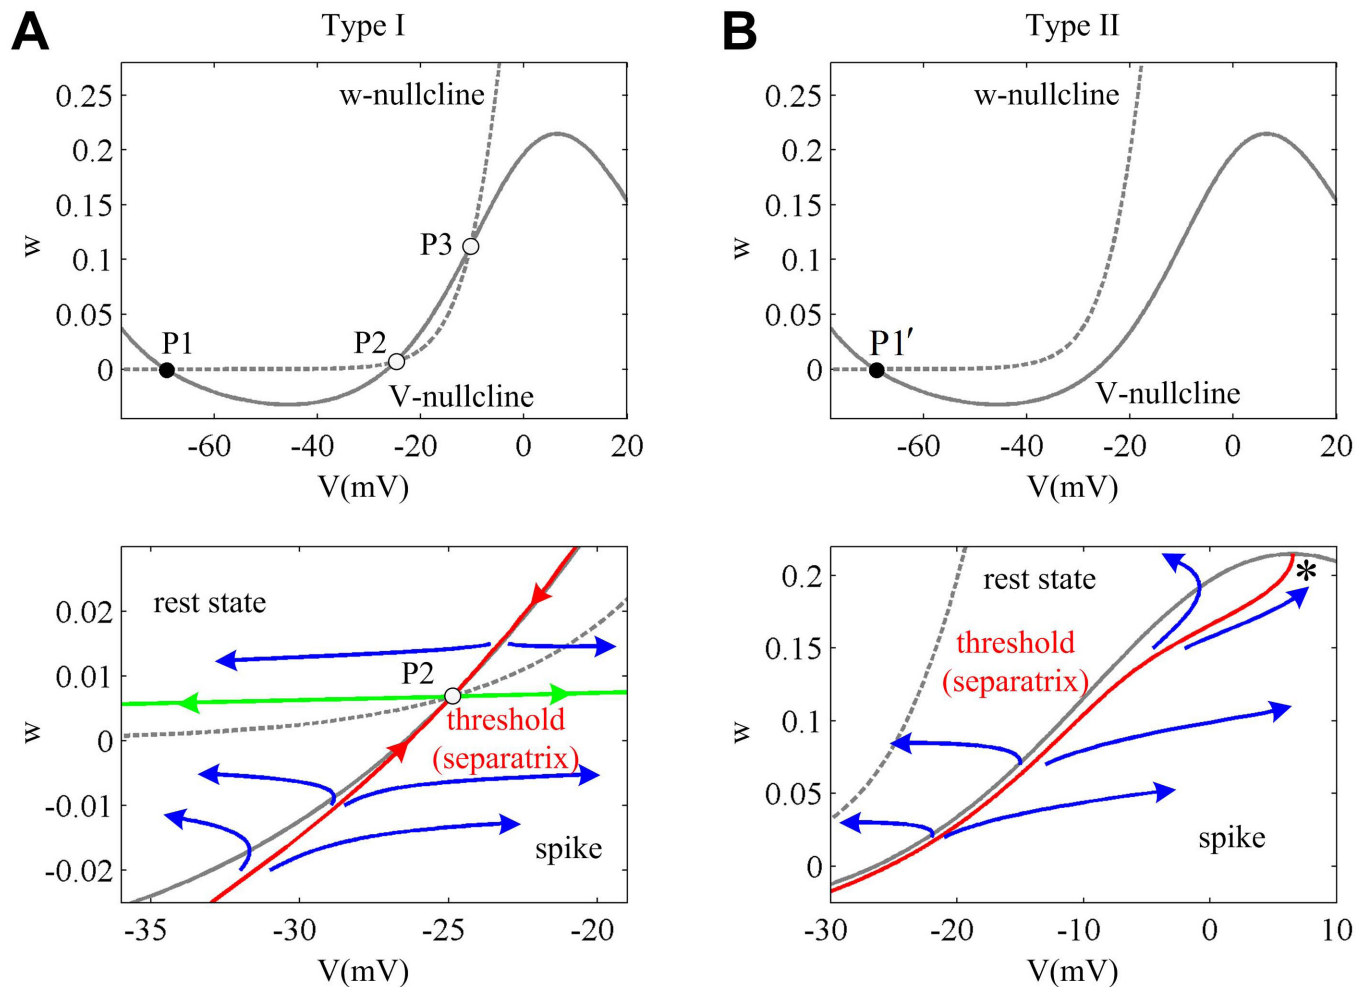 A
Type I
0.25
0.2
0.15
0.1
0.05
0
w
w-nullcline
P3
P1
P2
V-nullcline
-60
-40
-20
0
20
V(mV)
B
Type II
0.25
0.2
0.15
0.1
0.05
0
w
w-nullcline
P1′
V-nullcline
-60
-40
-20
0
20
V(mV)
0.02
0.01
0
-0.01
-0.02
w
rest state
P2
threshold
(separatrix)
spike
-35
-30
-25
-20
V(mV)
0.2
0.15
0.1
0.05
0
w
rest state
*
threshold
(separatrix)
spike
-30
-20
-10
0
10
V(mV)